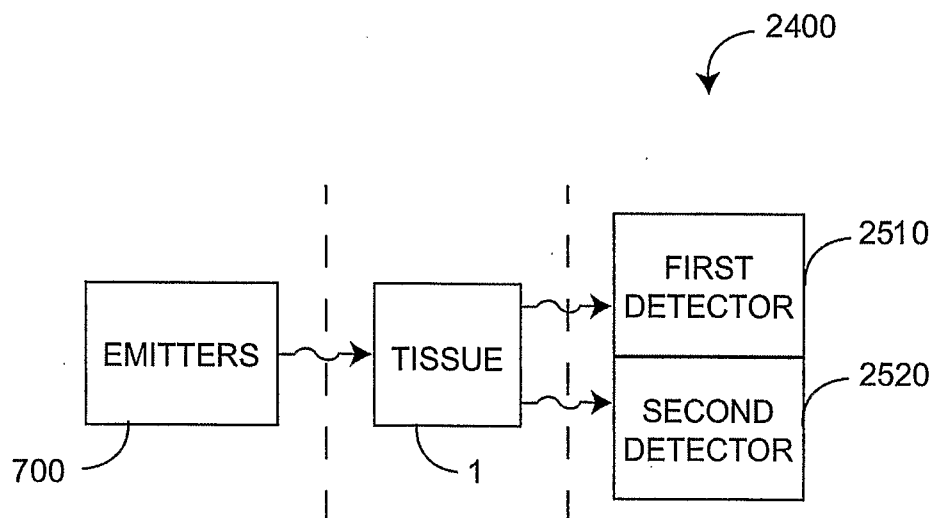 2400
2510
FIRST
DETECTOR
EMITTERS
TISSUE
2520
SECOND
DETECTOR
700
1